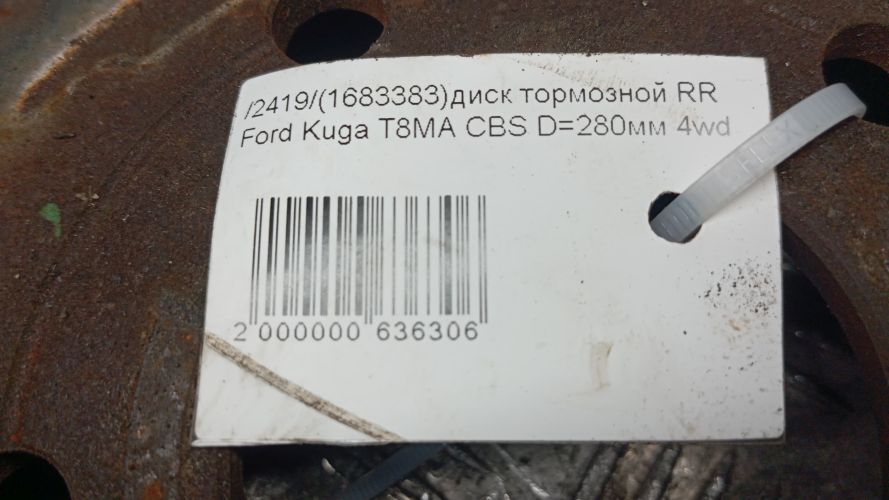 /2419/(1683383)диск тормозной RR
Ford Kuga T8MA CBS D=280мм 4wd
2 000000 636306